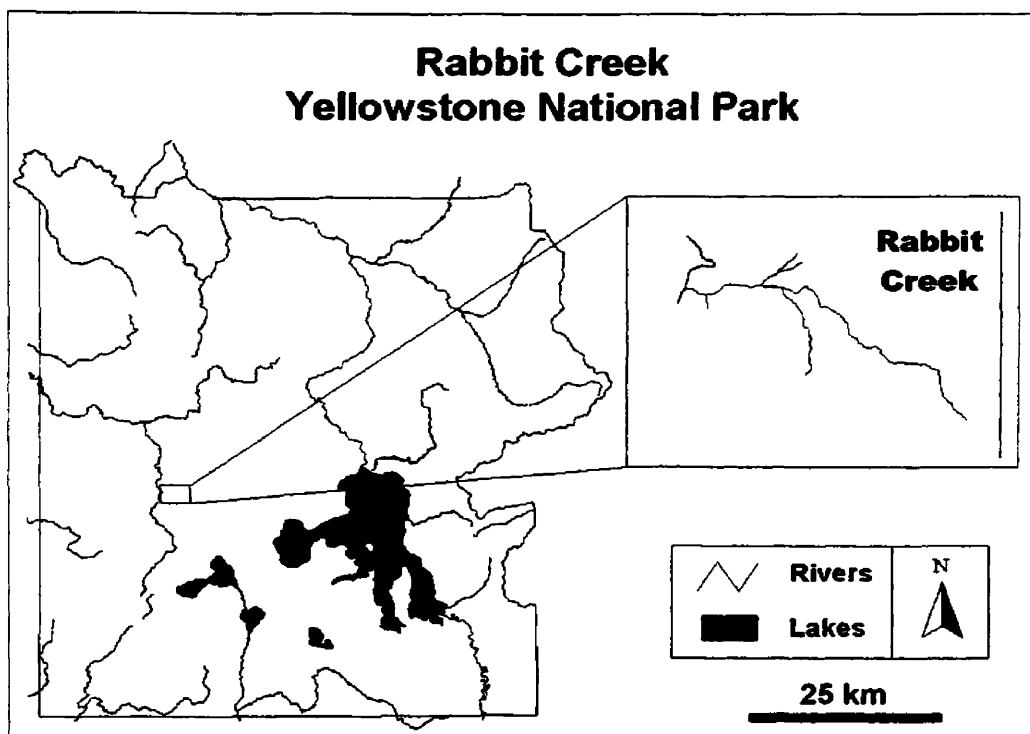 Rabbit Creek
Yellowstone National Park
Rabbit
Creek
Rivers
Lakes
N
25 km